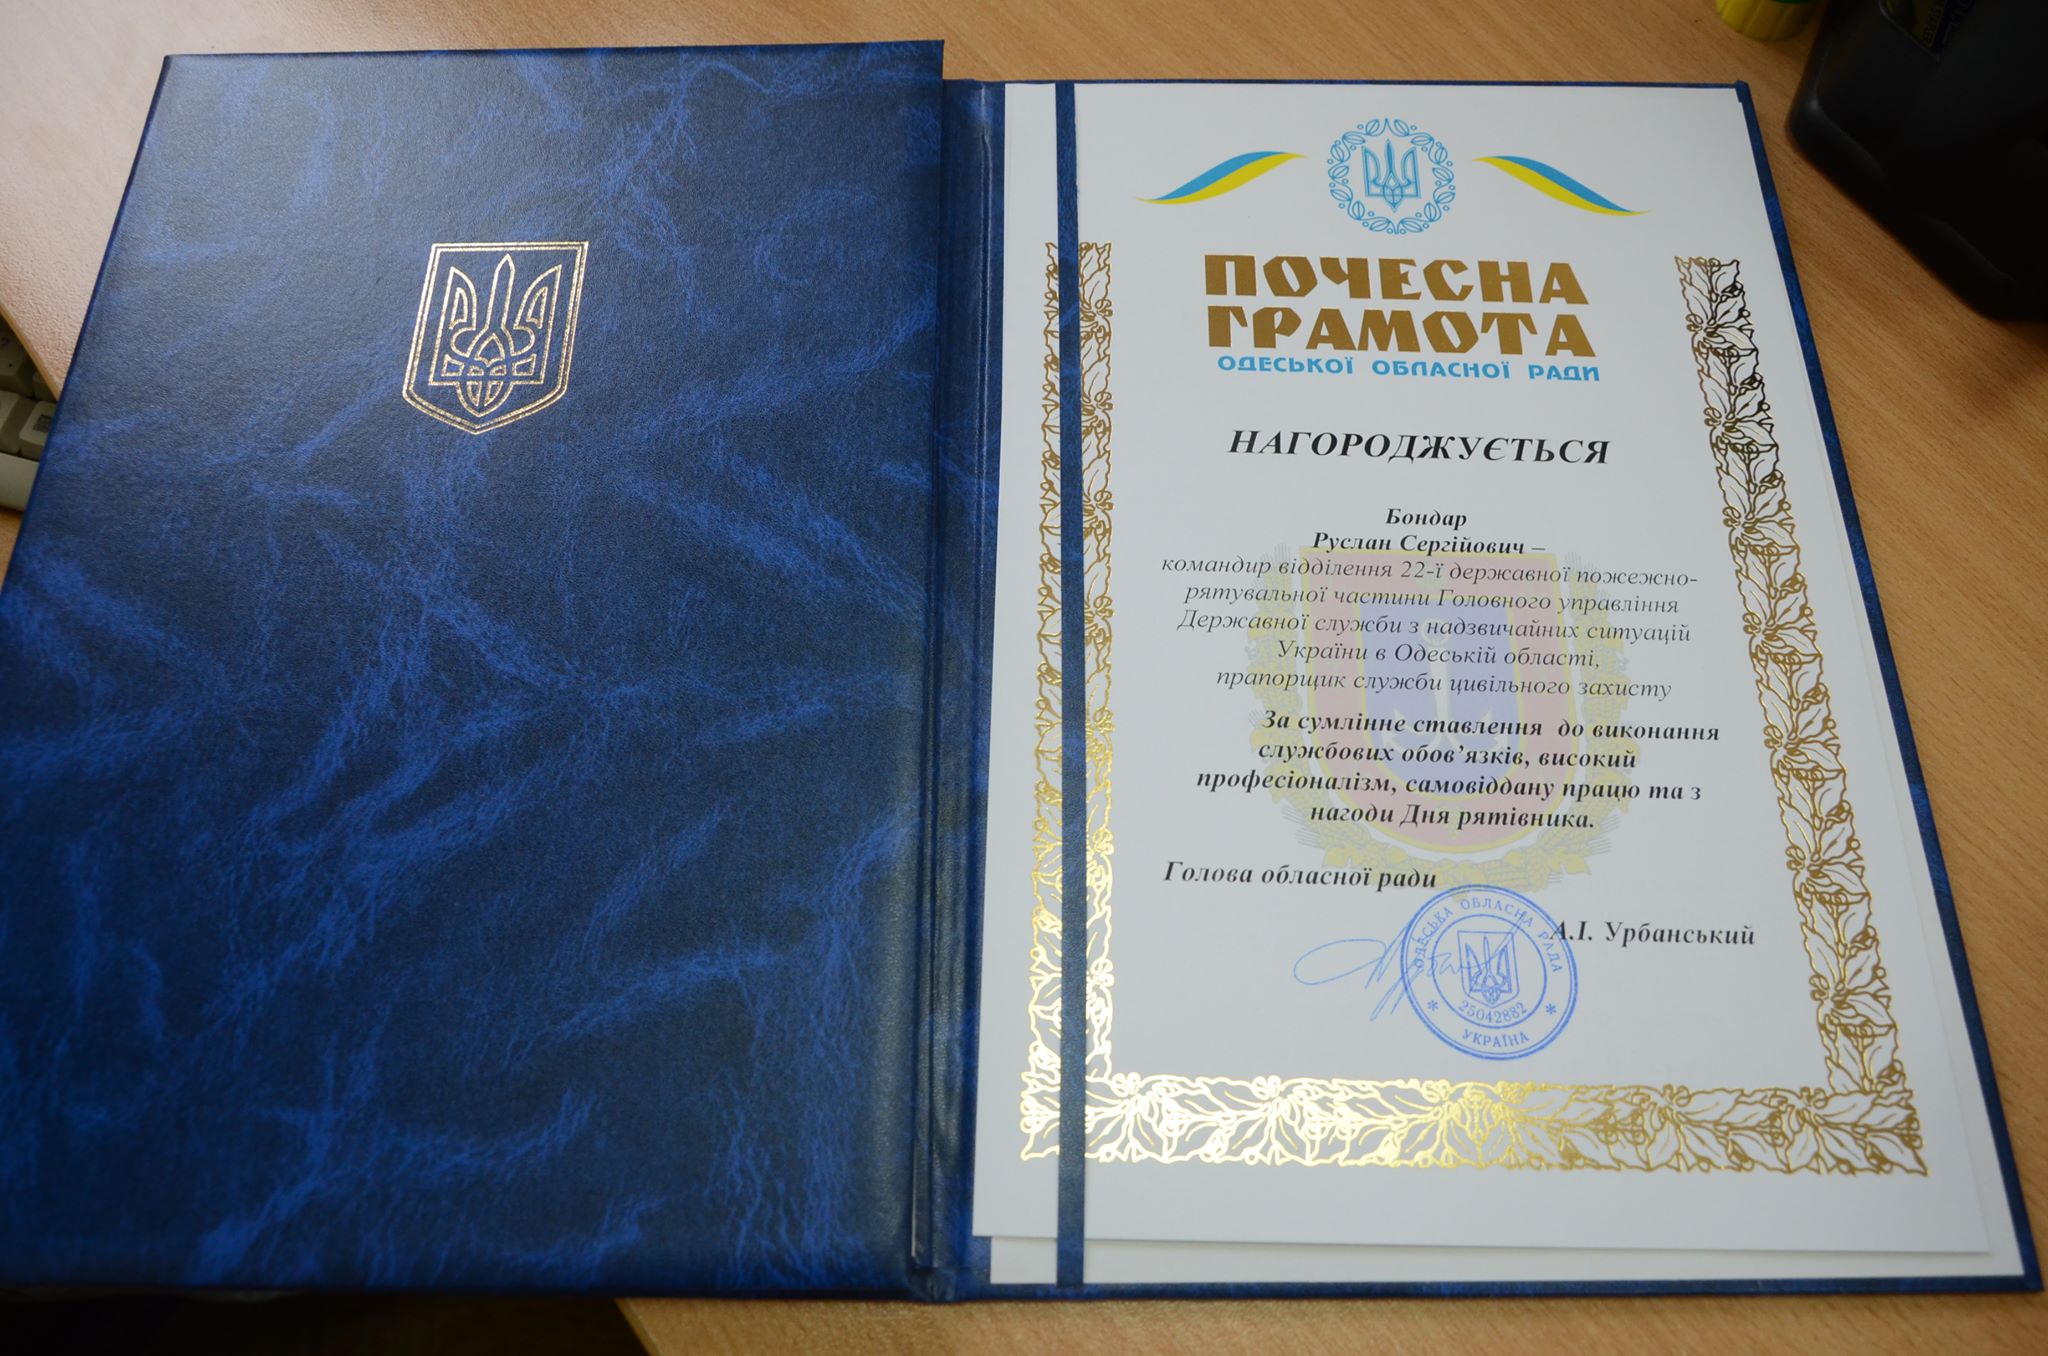 ПОЧЕСНА
ГРАМОТА
ОДЕСЬКОЇ ОБЛАСНОЇ РАДИ
НАГОРОДЖУЄТЬСЯ
Бондар
Руслан Сергійович –
командир відділення 22-ї державної пожежно-
рятувальної частини Головного управління
Державної служби з надзвичайних ситуацій
України в Одеській області,
прапорщик служби цивільного захисту
За сумлінне ставлення до виконання
службових обов’язків, високий
професіоналізм, самовіддану працю та з
нагоди Дня рятівника.
Голова обласної ради
А.І. Урбанський
ОДЕСЬКА ОБЛАСНА РАДА
25042882
* УКРАЇНА *